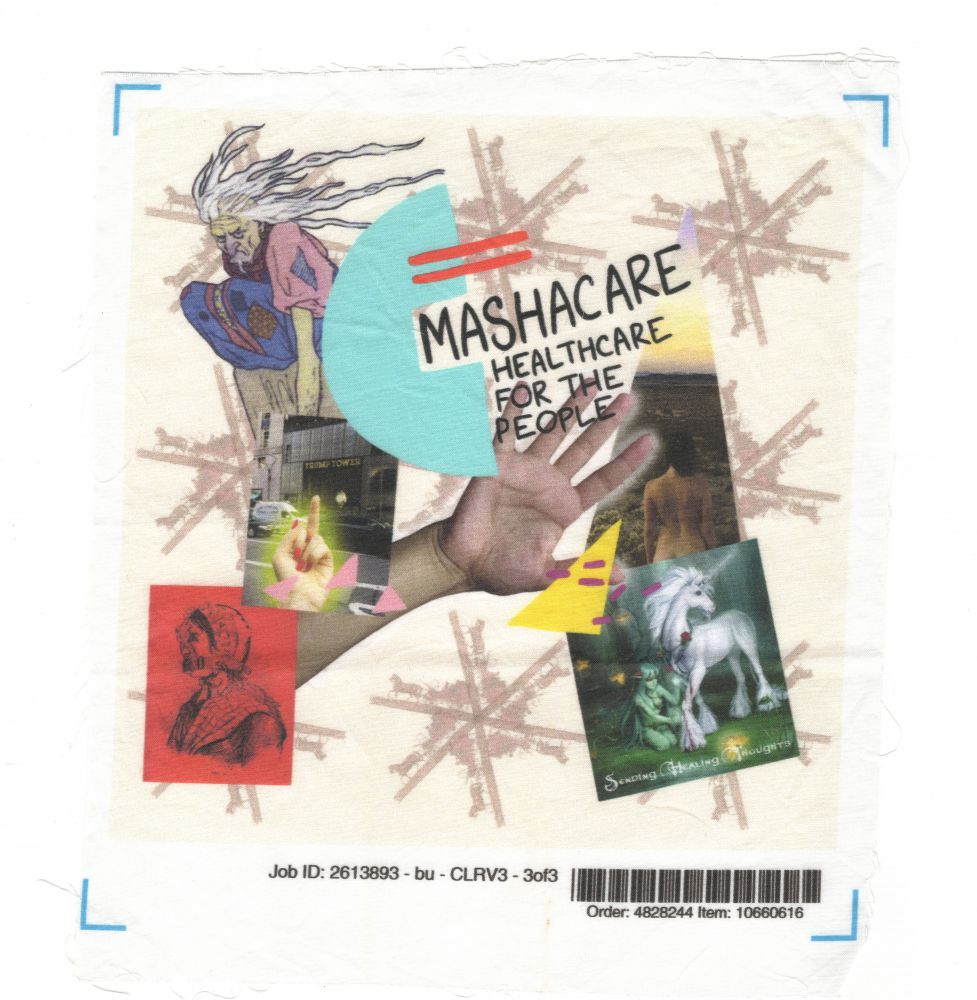 MASHACARE
HEALTHCARE
FOR THE
PEOPLE
TRUMP TOWER
Sending Healing Thoughts
Job ID: 2613893 - bu - CLRV3 - 3of3
Order: 4828244 Item: 10660616